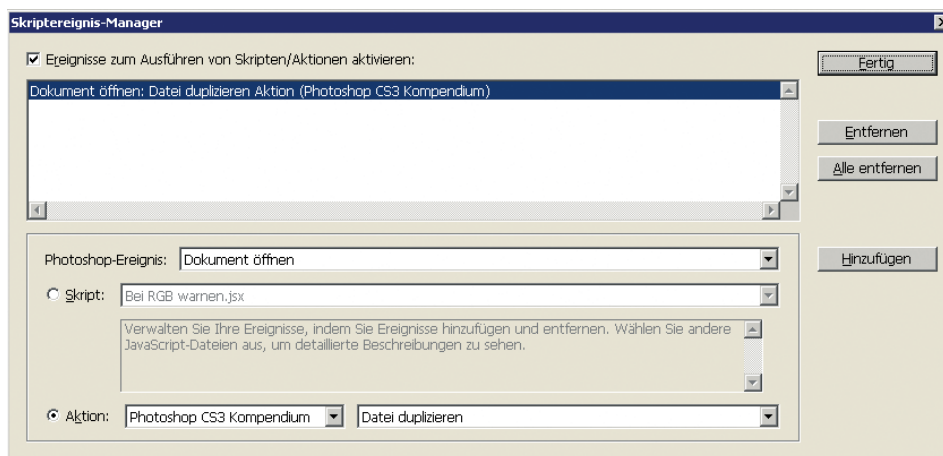 Skriptereignis-Manager
Ereignisse zum Ausführen von Skripten/Aktionen aktivieren:
Fertig
Dokument öffnen: Datei duplizieren Aktion (Photoshop CS3 Kompendium)
Entfernen
Alle entfernen
Photoshop-Ereignis: Dokument öffnen
Hinzufügen
Skript: Bei RGB warnen.jsx
Verwalten Sie Ihre Ereignisse, indem Sie Ereignisse hinzufügen und entfernen. Wählen Sie andere
JavaScript-Dateien aus, um detaillierte Beschreibungen zu sehen.
Aktion: Photoshop CS3 Kompendium Datei duplizieren